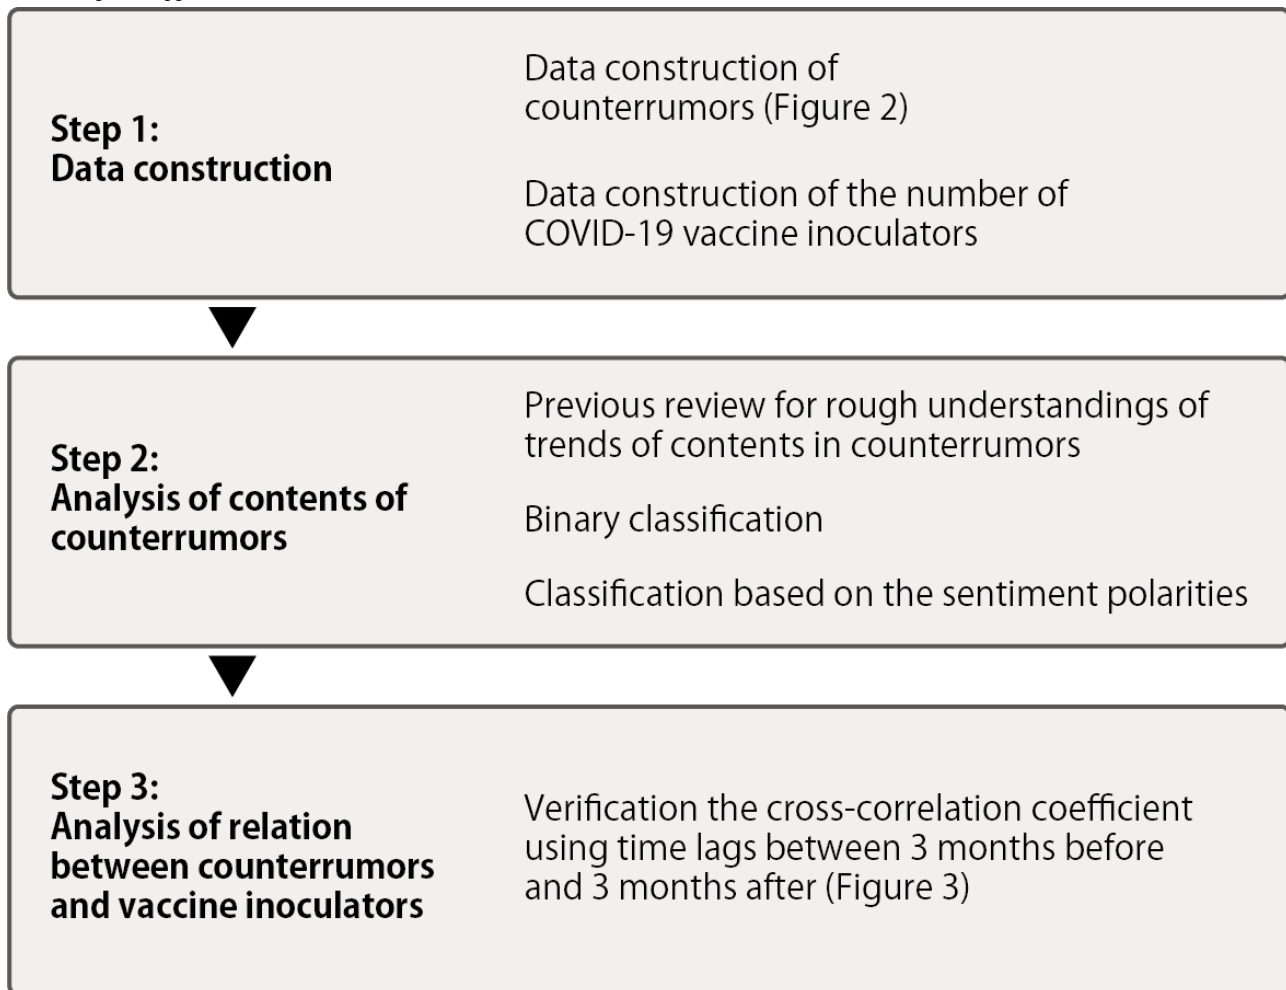 Step 1:
Data construction
Data construction of
counterrumors (Figure 2)
Data construction of the number of
COVID-19 vaccine inoculators
Step 2:
Analysis of contents of
counterrumors
Previous review for rough understandings of
trends of contents in counterrumors
Binary classification
Classification based on the sentiment polarities
Step 3:
Analysis of relation
between counterrumors
and vaccine inoculators
Verification the cross-correlation coefficient
using time lags between 3 months before
and 3 months after (Figure 3)